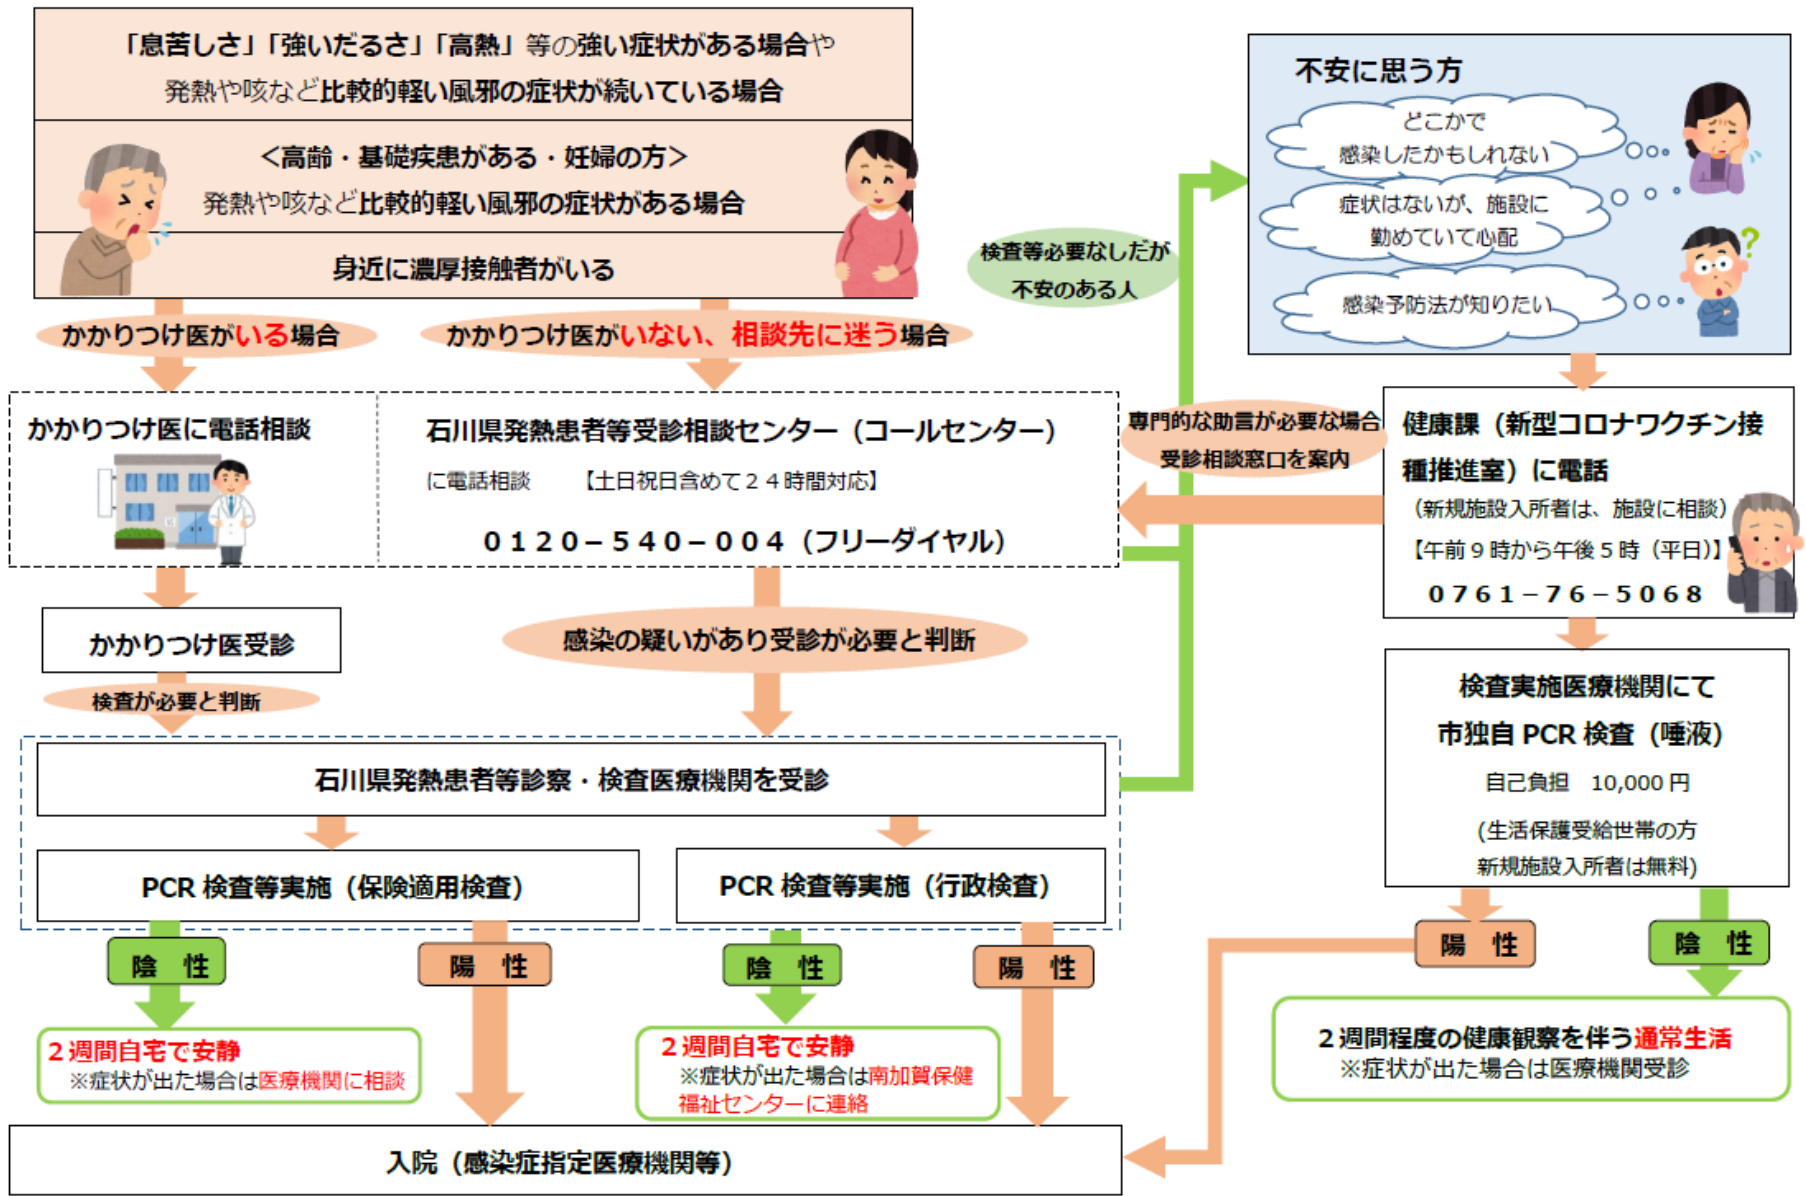 「息苦しさ」「強いだるさ」「高熱」等の強い症状がある場合や
発熱や咳など比較的軽い風邪の症状が続いている場合
＜高齢・基礎疾患がある・妊婦の方＞
発熱や咳など比較的軽い風邪の症状がある場合
身近に濃厚接触者がいる
かかりつけ医がいる場合
かかりつけ医がいない、相談先に迷う場合
検査等必要なしだが
不安のある人
不安に思う方
どこかで
感染したかもしれない
症状はないが、施設に
勤めていて心配
感染予防法が知りたい
?
かかりつけ医に電話相談
石川県発熱患者等受診相談センター（コールセンター）
に電話相談　【土日祝日含めて２４時間対応】
０１２０－５４０－００４（フリーダイヤル）
専門的な助言が必要な場合
受診相談窓口を案内
健康課（新型コロナワクチン接
種推進室）に電話
（新規施設入所者は、施設に相談）
【午前９時から午後５時（平日）】
０７６１－７６－５０６８
かかりつけ医受診
検査が必要と判断
感染の疑いがあり受診が必要と判断
石川県発熱患者等診察・検査医療機関を受診
PCR 検査等実施（保険適用検査）
PCR 検査等実施（行政検査）
検査実施医療機関にて
市独自 PCR 検査（唾液）
自己負担　10,000 円
(生活保護受給世帯の方
新規施設入所者は無料)
陰　性
陽　性
陰　性
陽　性
陽　性
陰　性
２週間自宅で安静
※症状が出た場合は医療機関に相談
２週間自宅で安静
※症状が出た場合は南加賀保健
福祉センターに連絡
２週間程度の健康観察を伴う通常生活
※症状が出た場合は医療機関受診
入院（感染症指定医療機関等）